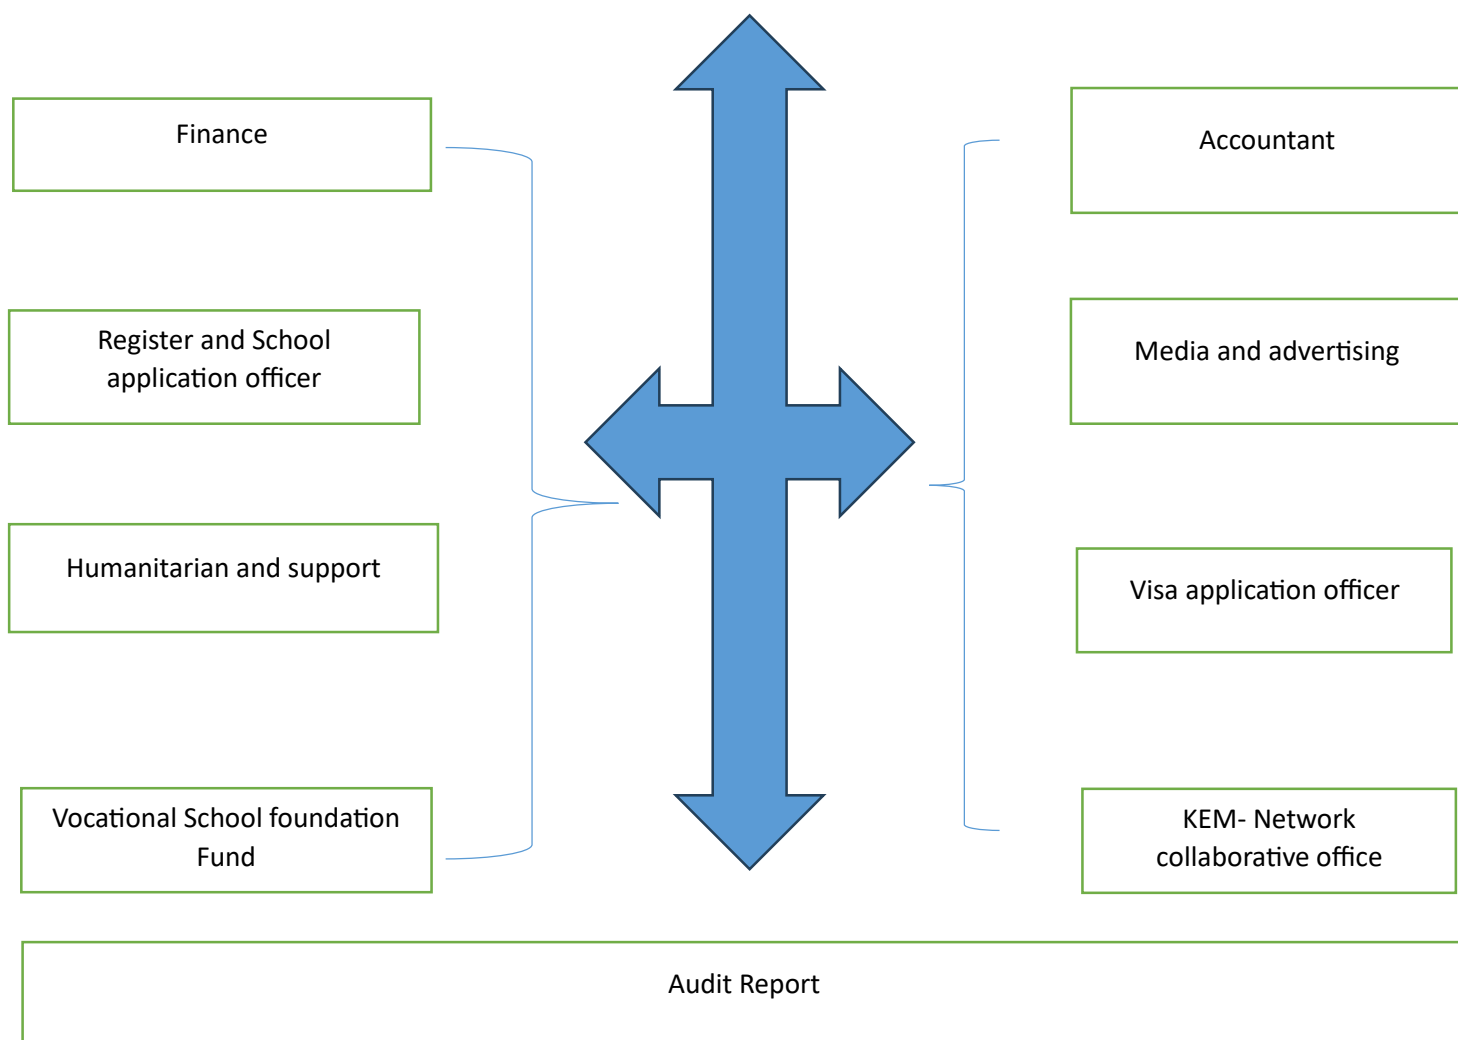 Finance
Accountant
Register and School
application officer
Media and advertising
Humanitarian and support
Visa application officer
Vocational School foundation
Fund
KEM- Network
collaborative office
Audit Report